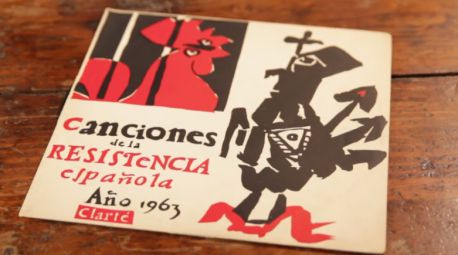 Canciones
de la
RESISTENCIA
española
Año 1963
Clarté